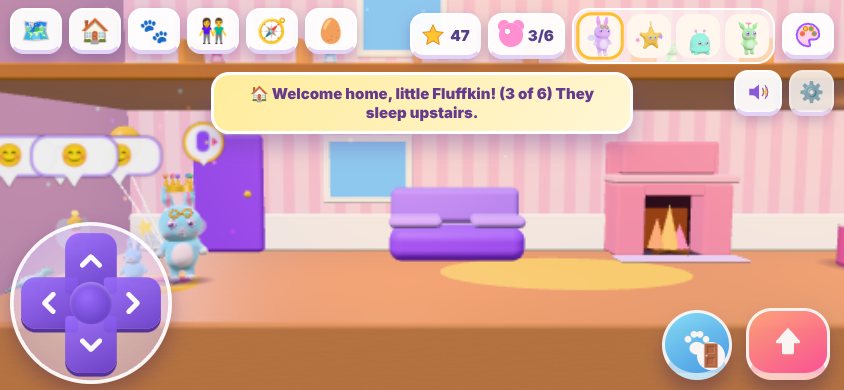 47
3/6
🏠 Welcome home, little Fluffkin! (3 of 6) They
sleep upstairs.